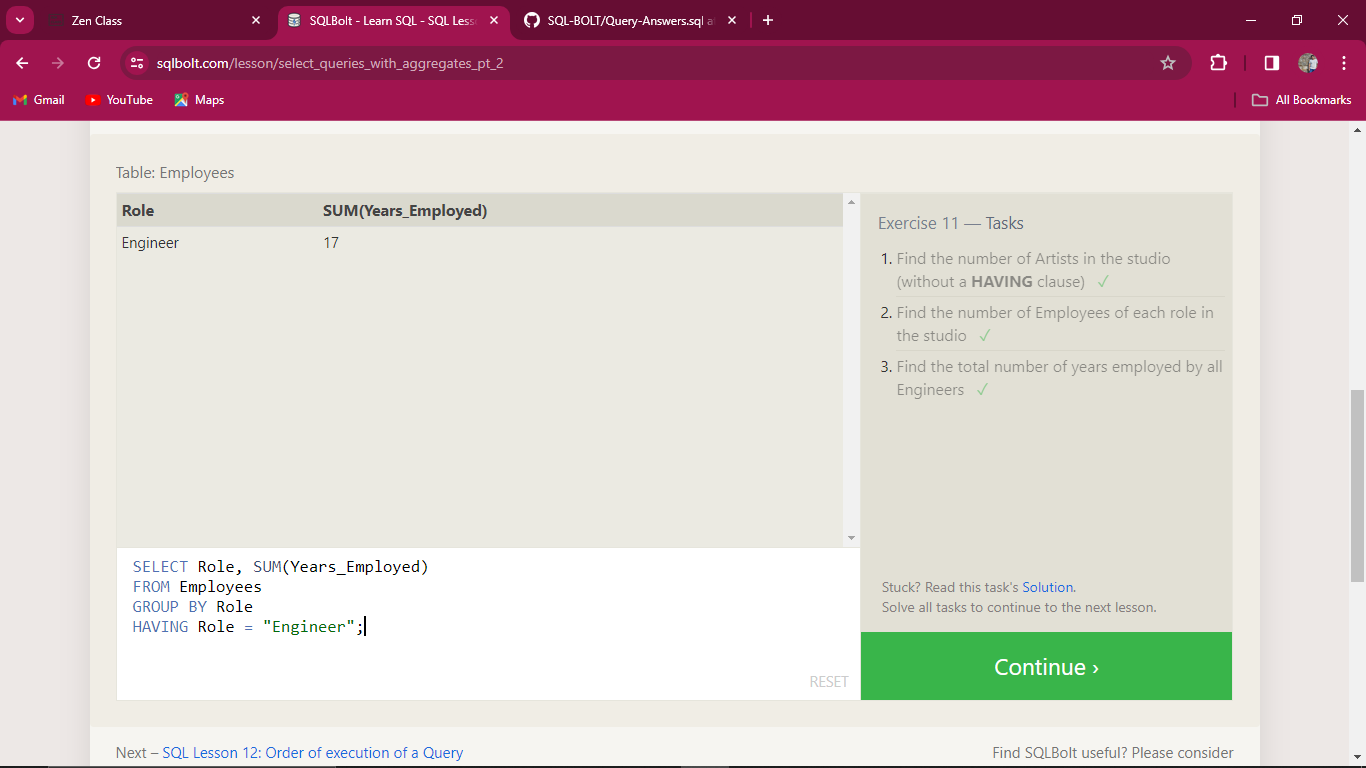 Zen Class
SQLBolt - Learn SQL - SQL Less
SQL-BOLT/Query-Answers.sql a
sqlbolt.com/lesson/select_queries_with_aggregates_pt_2
Gmail
YouTube
Maps
All Bookmarks
Table: Employees
Role SUM(Years_Employed)
Engineer 17
SELECT Role, SUM(Years_Employed)
FROM Employees
GROUP BY Role
HAVING Role = "Engineer";
RESET
Exercise 11 — Tasks
1. Find the number of Artists in the studio
(without a HAVING clause) ✓
2. Find the number of Employees of each role in
the studio ✓
3. Find the total number of years employed by all
Engineers ✓
Stuck? Read this task's Solution.
Solve all tasks to continue to the next lesson.
Continue ›
Next – SQL Lesson 12: Order of execution of a Query
Find SQLBolt useful? Please consider